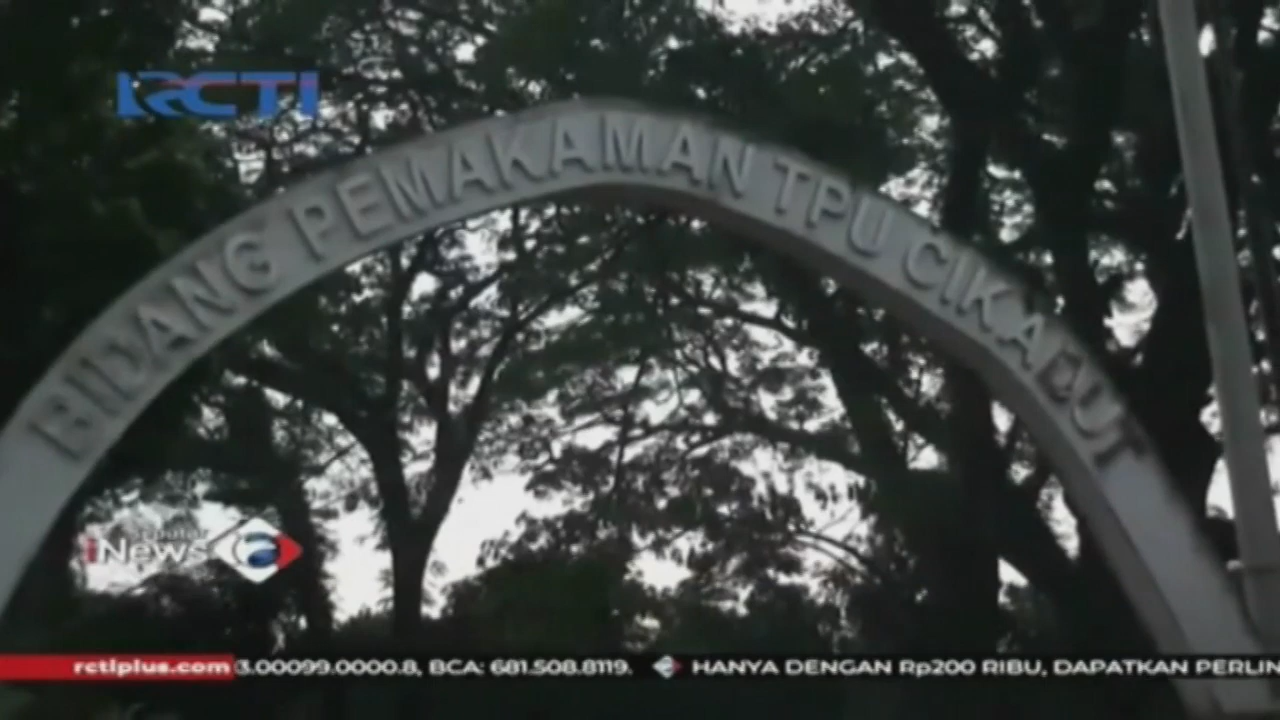 RCTI
BIDANG PEMAKAMAN TPU CIKADUT
Seputar
iNews
rctiplus.com 3.00099.0000.8, BCA: 681.508.8119. HANYA DENGAN Rp200 RIBU, DAPATKAN PERLIN